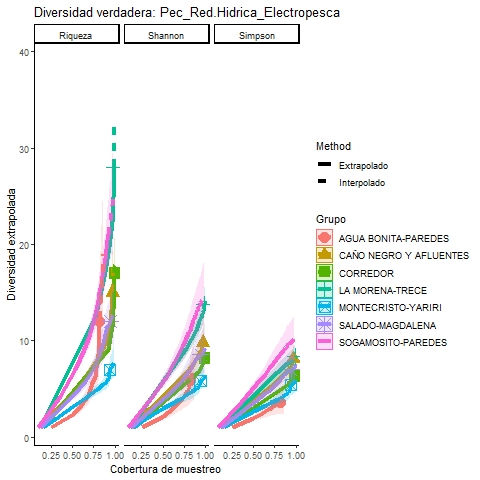 Diversidad verdadera: Pec_Red.Hidrica_Electropesca
Riqueza Shannon Simpson
40
30
20
10
0
Diversidad extrapolada
0.25 0.50 0.75 1.00 0.25 0.50 0.75 1.00 0.25 0.50 0.75 1.00
Cobertura de muestreo
Method
Extrapolado
Interpolado
Grupo
AGUA BONITA-PAREDES
CAÑO NEGRO Y AFLUENTES
CORREDOR
LA MORENA-TRECE
MONTECRISTO-YARIRI
SALADO-MAGDALENA
SOGAMOSITO-PAREDES